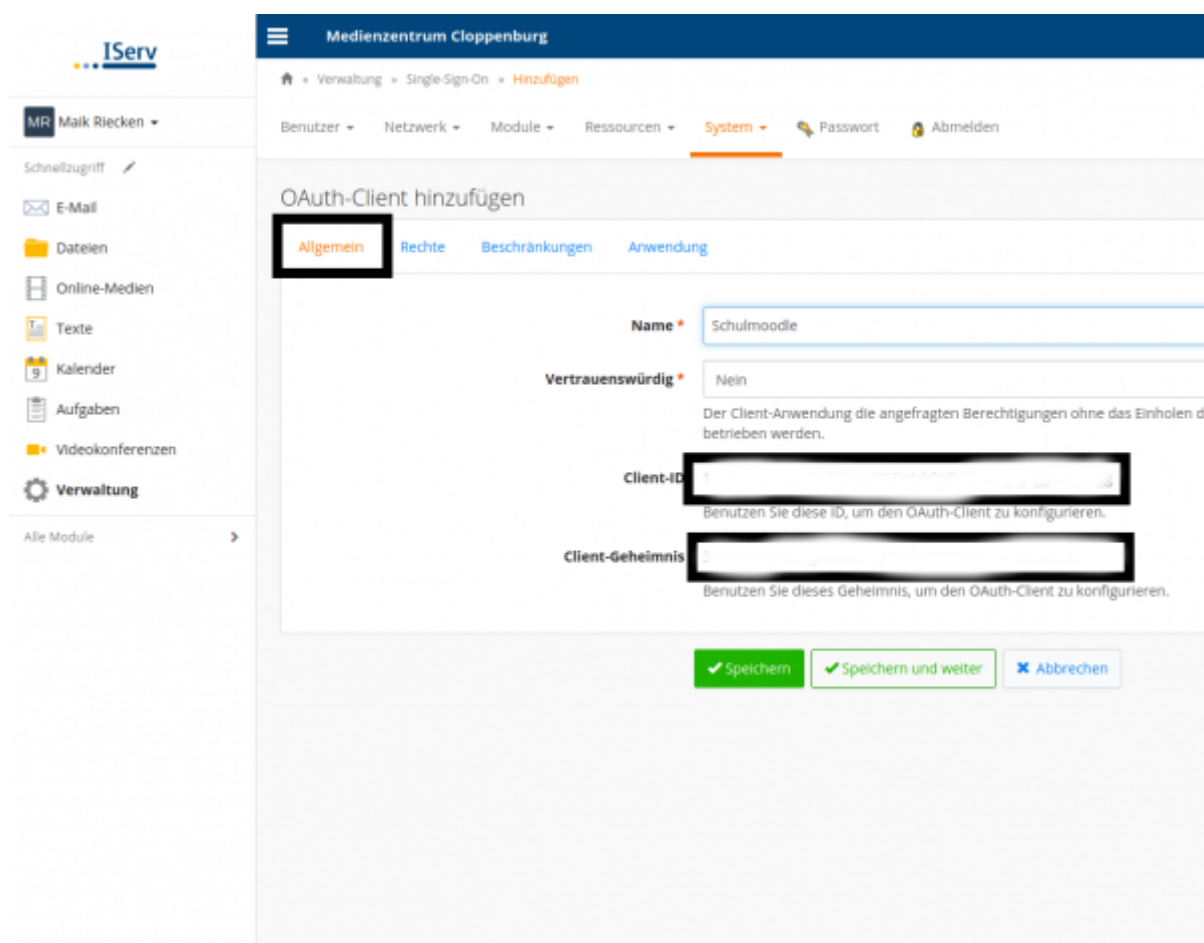 IServ
Medienzentrum Cloppenburg
» Verwaltung » Single-Sign-On » Hinzufügen
MR Maik Riecken
Benutzer Netzwerk Module Ressourcen System Passwort Abmelden
Schnellzugriff
E-Mail
Dateien
Online-Medien
Texte
9 Kalender
Aufgaben
Videokonferenzen
Verwaltung
Alle Module
OAuth-Client hinzufügen
Allgemein Rechte Beschränkungen Anwendung
Name * Schulmoodle
Vertrauenswürdig * Nein
Der Client-Anwendung die angefragten Berechtigungen ohne das Einholen d
betrieben werden.
Client-ID
Benutzen Sie diese ID, um den OAuth-Client zu konfigurieren.
Client-Geheimnis
Benutzen Sie dieses Geheimnis, um den OAuth-Client zu konfigurieren.
Speichern Speichern und weiter Abbrechen